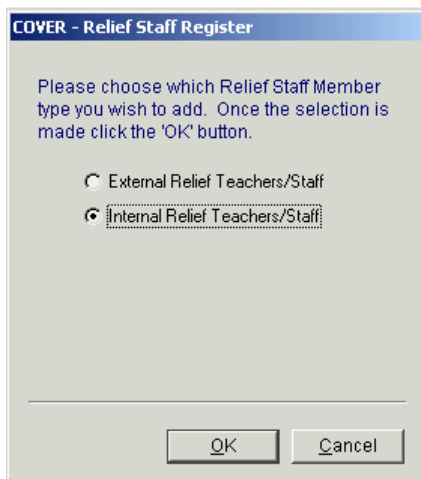 COVER - Relief Staff Register
Please choose which Relief Staff Member
type you wish to add. Once the selection is
made click the 'OK' button.
External Relief Teachers/Staff
Internal Relief Teachers/Staff
OK
Cancel